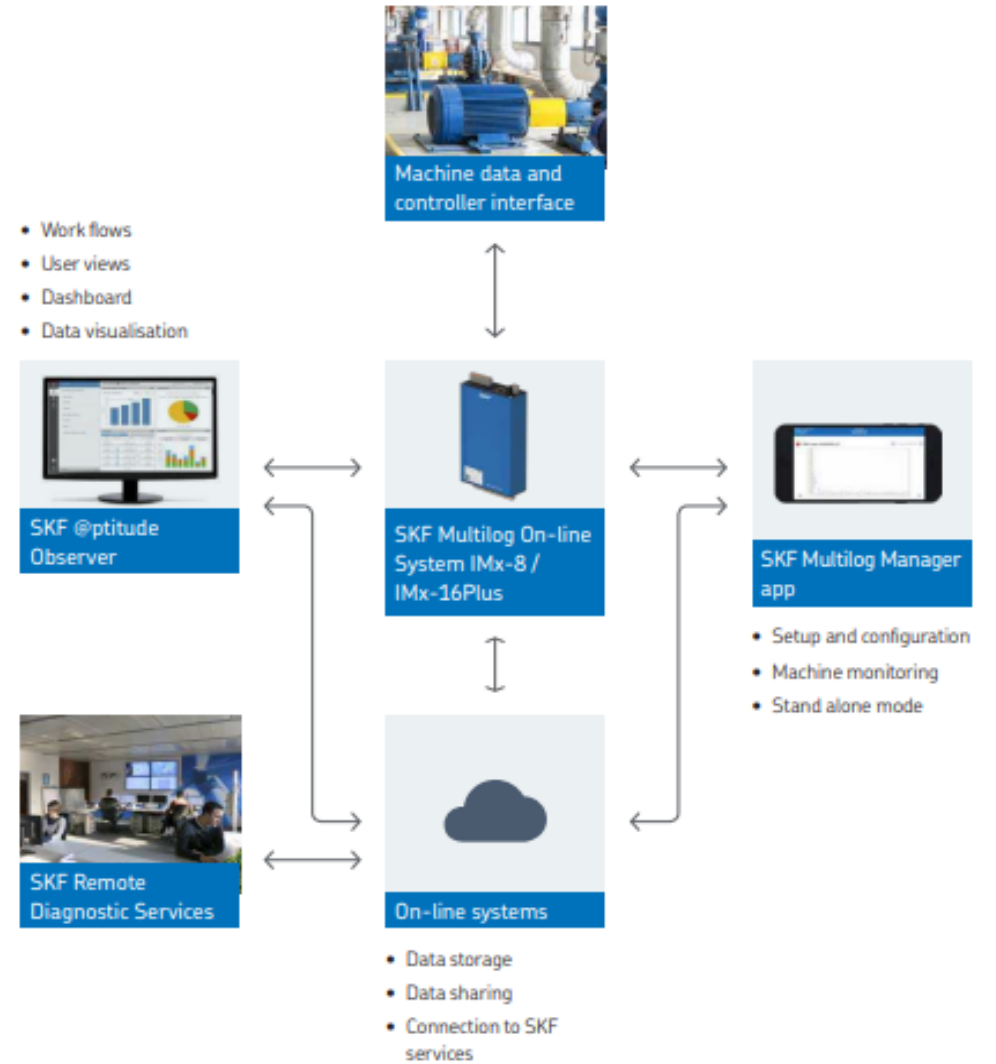 Machine data and
controller interface
• Work flows
• User views
• Dashboard
• Data visualisation
SKF @ptitude
Observer
SKF Multilog On-line
System IMx-8 /
IMx-16Plus
SKF Multilog Manager
app
• Setup and configuration
• Machine monitoring
• Stand alone mode
SKF Remote
Diagnostic Services
On-line systems
• Data storage
• Data sharing
• Connection to SKF
services